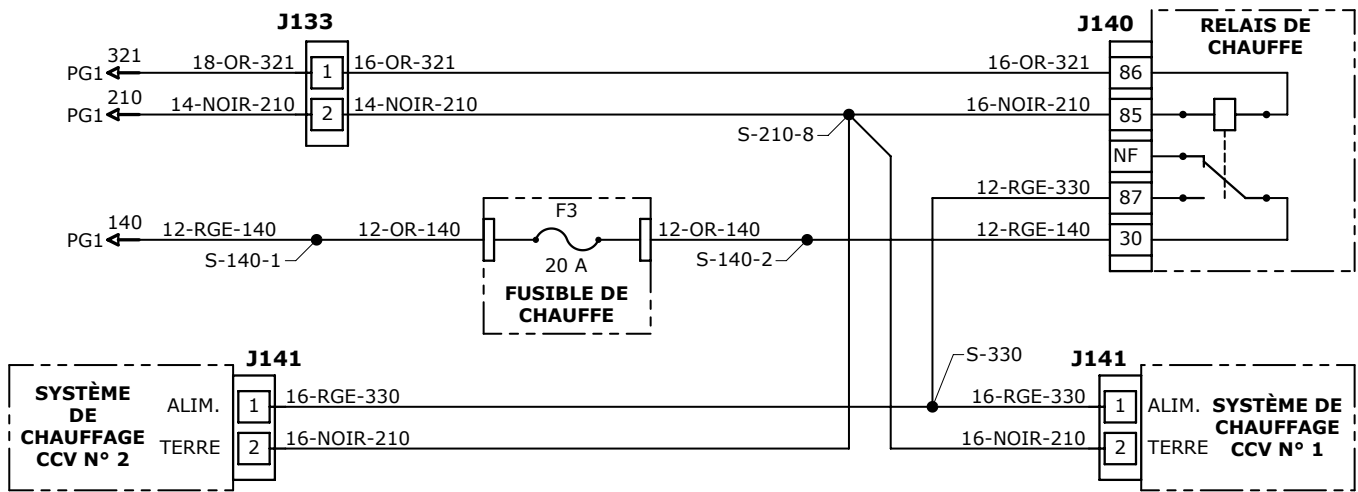 J133
J140
RELAIS DE
CHAUFFE
PG1
321
18-OR-321
1
16-OR-321
16-OR-321
86
PG1
210
14-NOIR-210
2
14-NOIR-210
16-NOIR-210
85
S-210-8
NF
12-RGE-330
87
PG1
140
12-RGE-140
12-OR-140
F3
12-OR-140
12-RGE-140
30
S-140-1
20 A
S-140-2
FUSIBLE DE
CHAUFFE
J141
S-330
J141
SYSTÈME
DE
CHAUFFAGE
CCV N° 2
ALIM.
1
16-RGE-330
16-RGE-330
1
ALIM.
TERRE
2
16-NOIR-210
16-NOIR-210
2
TERRE
SYSTÈME DE
CHAUFFAGE
CCV N° 1